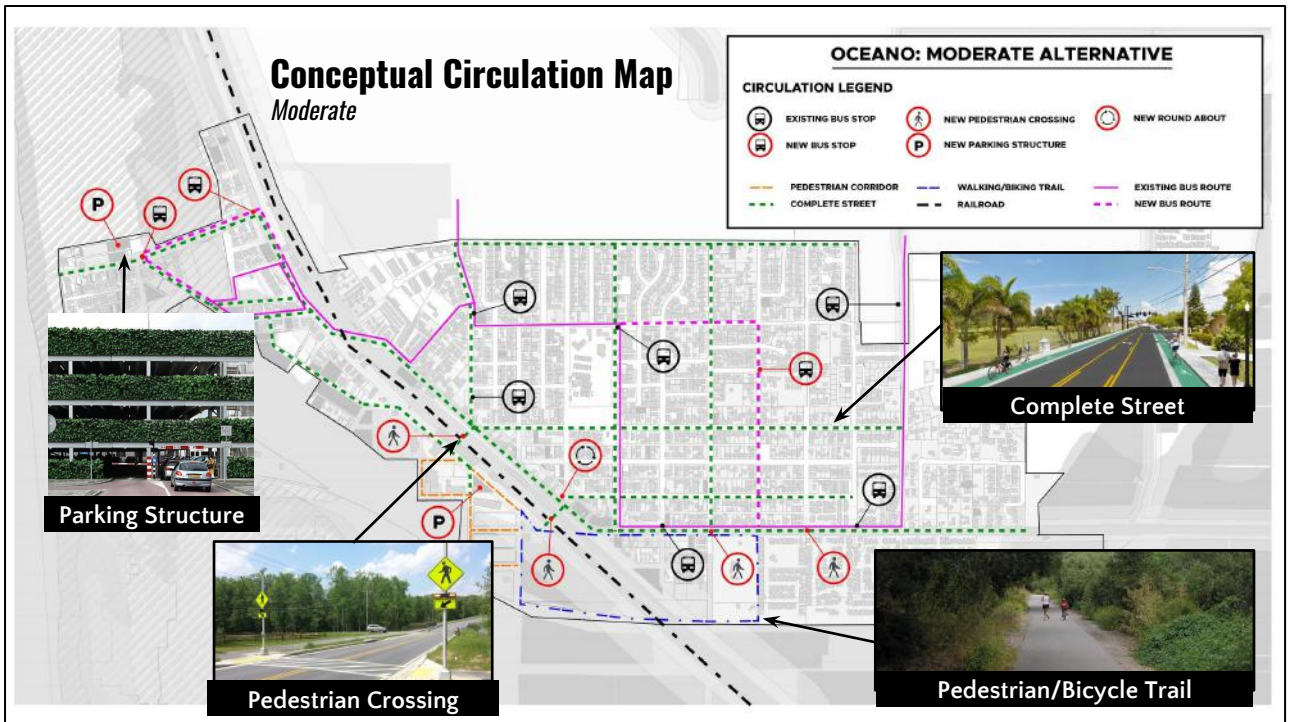 Conceptual Circulation Map
Moderate
OCEANO: MODERATE ALTERNATIVE
CIRCULATION LEGEND
EXISTING BUS STOP
NEW PEDESTRIAN CROSSING
NEW ROUND ABOUT
NEW BUS STOP
P
NEW PARKING STRUCTURE
PEDESTRIAN CORRIDOR
WALKING/BIKING TRAIL
EXISTING BUS ROUTE
COMPLETE STREET
RAILROAD
NEW BUS ROUTE
P
Complete Street
Parking Structure
P
Pedestrian Crossing
Pedestrian/Bicycle Trail